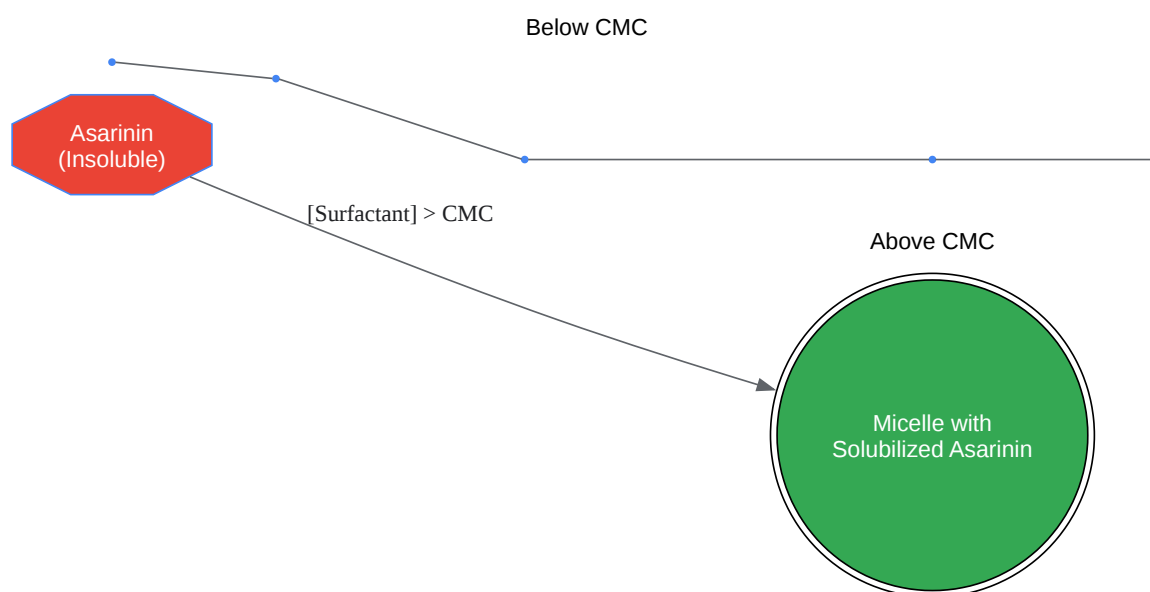 Below CMC
Asarinin
(Insoluble)
[Surfactant] > CMC
Above CMC
Micelle with
Solubilized Asarinin